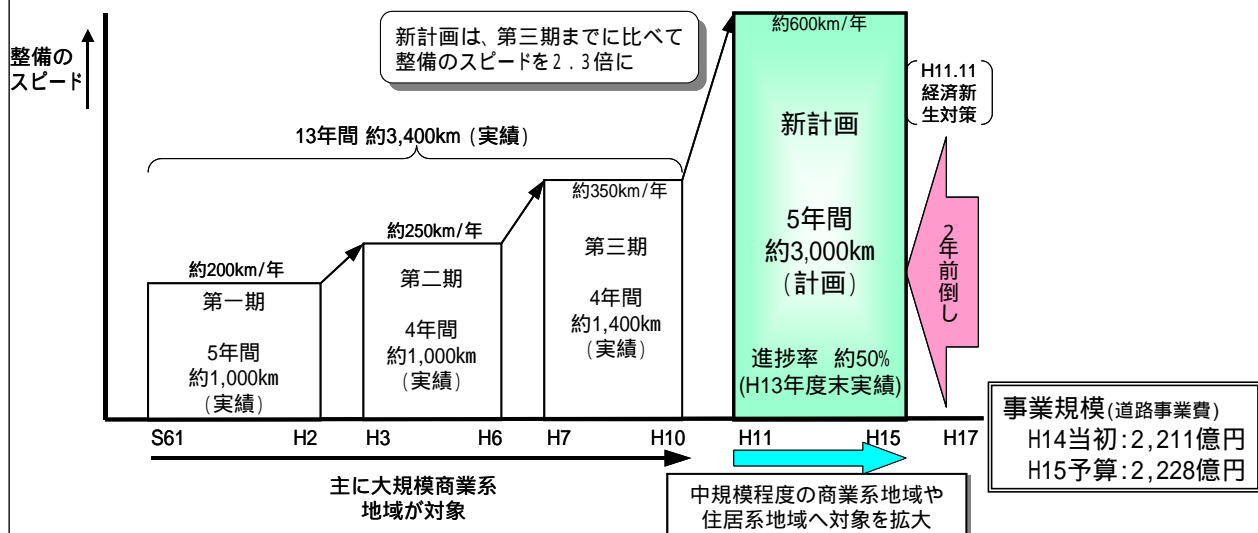 整備の
スピード
新計画は、第三期までに比べて
整備のスピードを2．3倍に
13年間 約3,400km（実績）
約200km/年
第一期
5年間
約1,000km
（実績）
約250km/年
第二期
4年間
約1,000km
（実績）
約350km/年
第三期
4年間
約1,400km
（実績）
約600km/年
新計画
5年間
約3,000km
（計画）
進捗率　約50%
(H13年度末実績)
H11.11
経済新
生対策
2年前倒し
S61 H2 H3 H6 H7 H10 H11 H15 H17
主に大規模商業系
地域が対象
中規模程度の商業系地域や
住居系地域へ対象を拡大
事業規模(道路事業費)
H14当初：2,211億円
H15予算：2,228億円